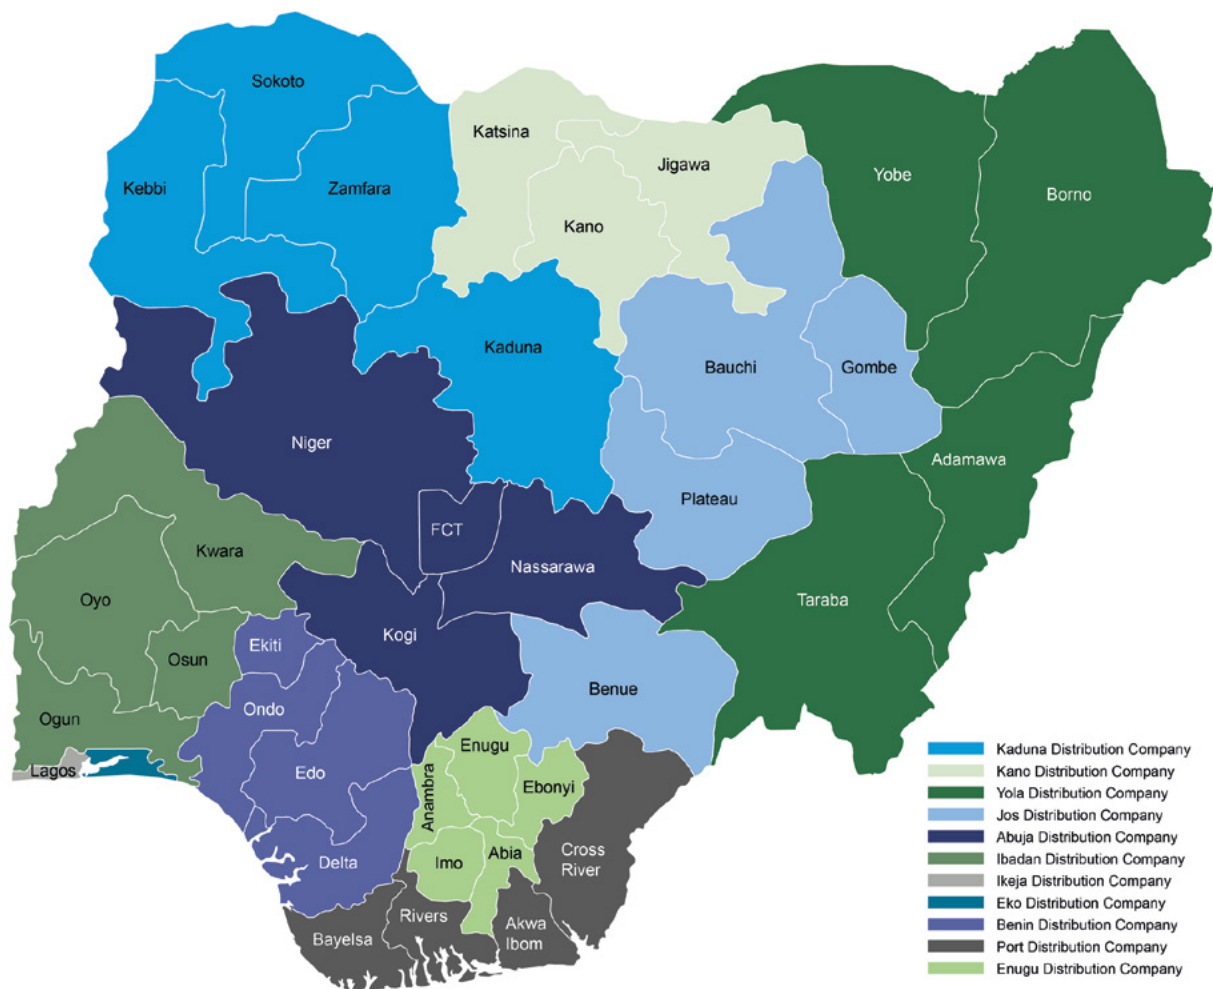 Sokoto
Kebbi
Zamfara
Katsina
Jigawa
Kano
Yobe
Borno
Kaduna
Bauchi
Gombe
Niger
Adamawa
Plateau
FCT
Nassarawa
Kwara
Oyo
Taraba
Kogi
Ekiti
Osun
Benue
Ondo
Ogun
Enugu
Lagos
Edo
Ebonyi
Anambra
Delta
Imo
Abia
Cross
River
Rivers
Akwa
Ibom
Bayelsa
Kaduna Distribution Company
Kano Distribution Company
Yola Distribution Company
Jos Distribution Company
Abuja Distribution Company
Ibadan Distribution Company
Ikeja Distribution Company
Eko Distribution Company
Benin Distribution Company
Port Distribution Company
Enugu Distribution Company